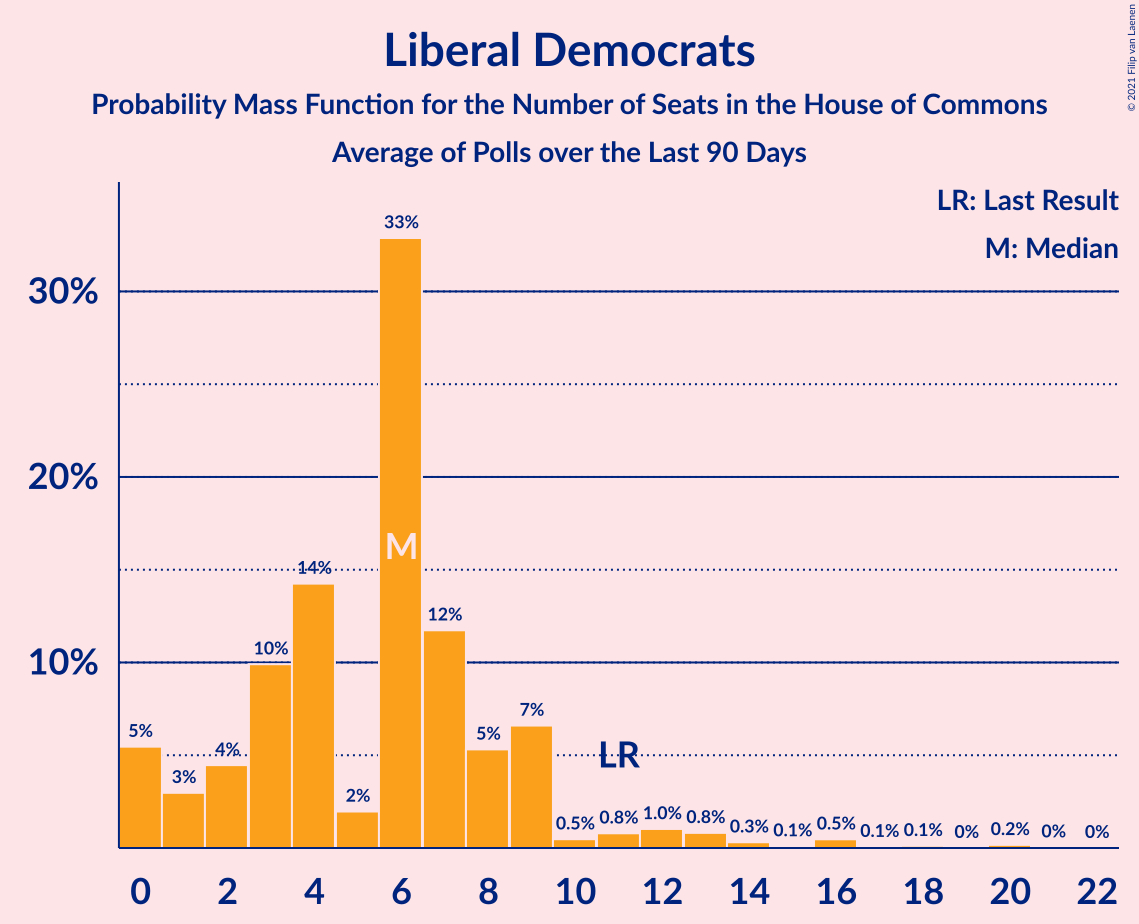 Liberal Democrats
Probability Mass Function for the Number of Seats in the House of Commons
Average of Polls over the Last 90 Days
© 2021 Filip van Laenen
LR: Last Result
M: Median
30%
20%
10%
5%
3%
4%
10%
14%
2%
33%
M
12%
5%
7%
0.5%
LR
0.8%
1.0%
0.8%
0.3%
0.1%
0.5%
0.1%
0.1%
0%
0.2%
0%
0%
0 2 4 6 8 10 12 14 16 18 20 22